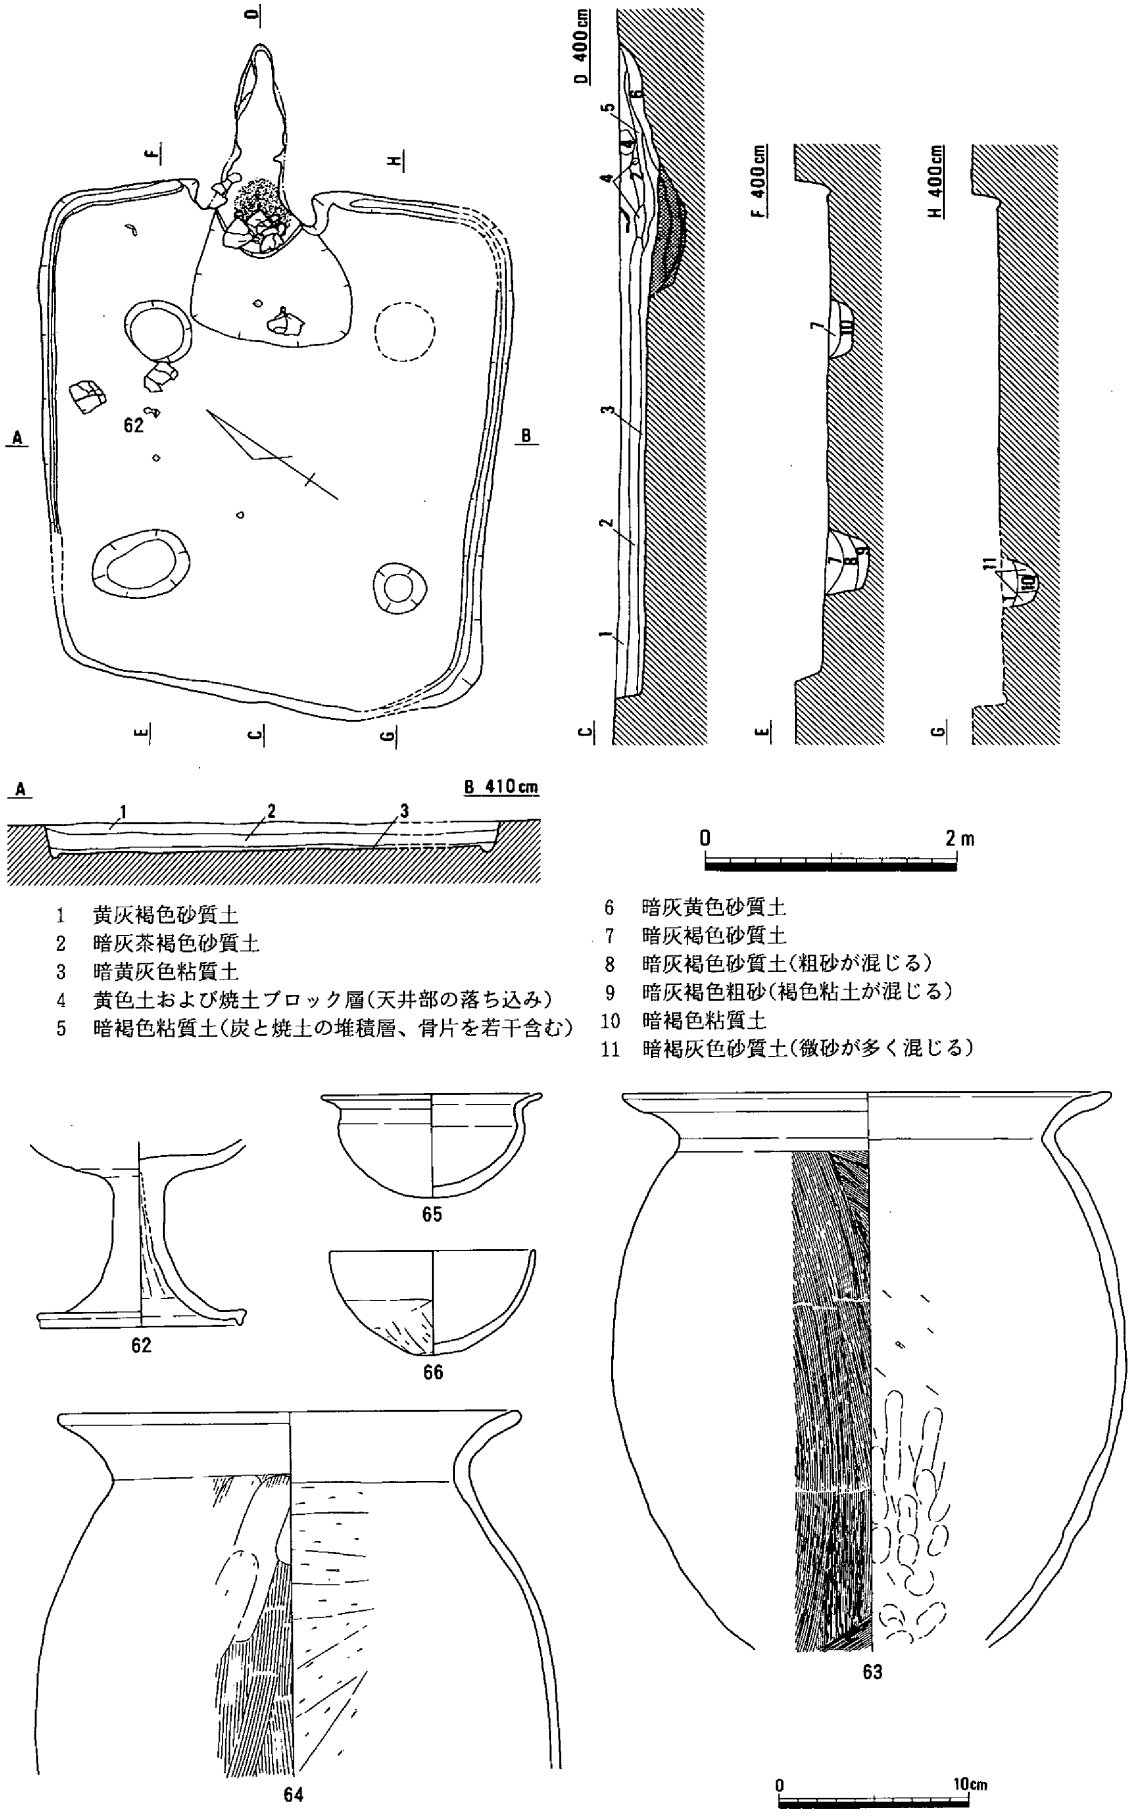 D
F
H
62
A
B
E
C
G
D 400cm
5
6
4
4
7
3
2
1
C
F 400cm
7
10
7
8
9
E
H 400cm
11
10
G
A
B 410cm
1
2
3
0 2m
1 黄灰褐色砂質土
2 暗灰茶褐色砂質土
3 暗黄灰色粘質土
4 黄色土および焼土ブロック層(天井部の落ち込み)
5 暗褐色粘質土(炭と焼土の堆積層、骨片を若干含む)
6 暗灰黄色砂質土
7 暗灰褐色砂質土
8 暗灰褐色砂質土(粗砂が混じる)
9 暗灰褐色粗砂(褐色粘土が混じる)
10 暗褐色粘質土
11 暗褐灰色砂質土(微砂が多く混じる)
62
65
66
63
64
0 10cm